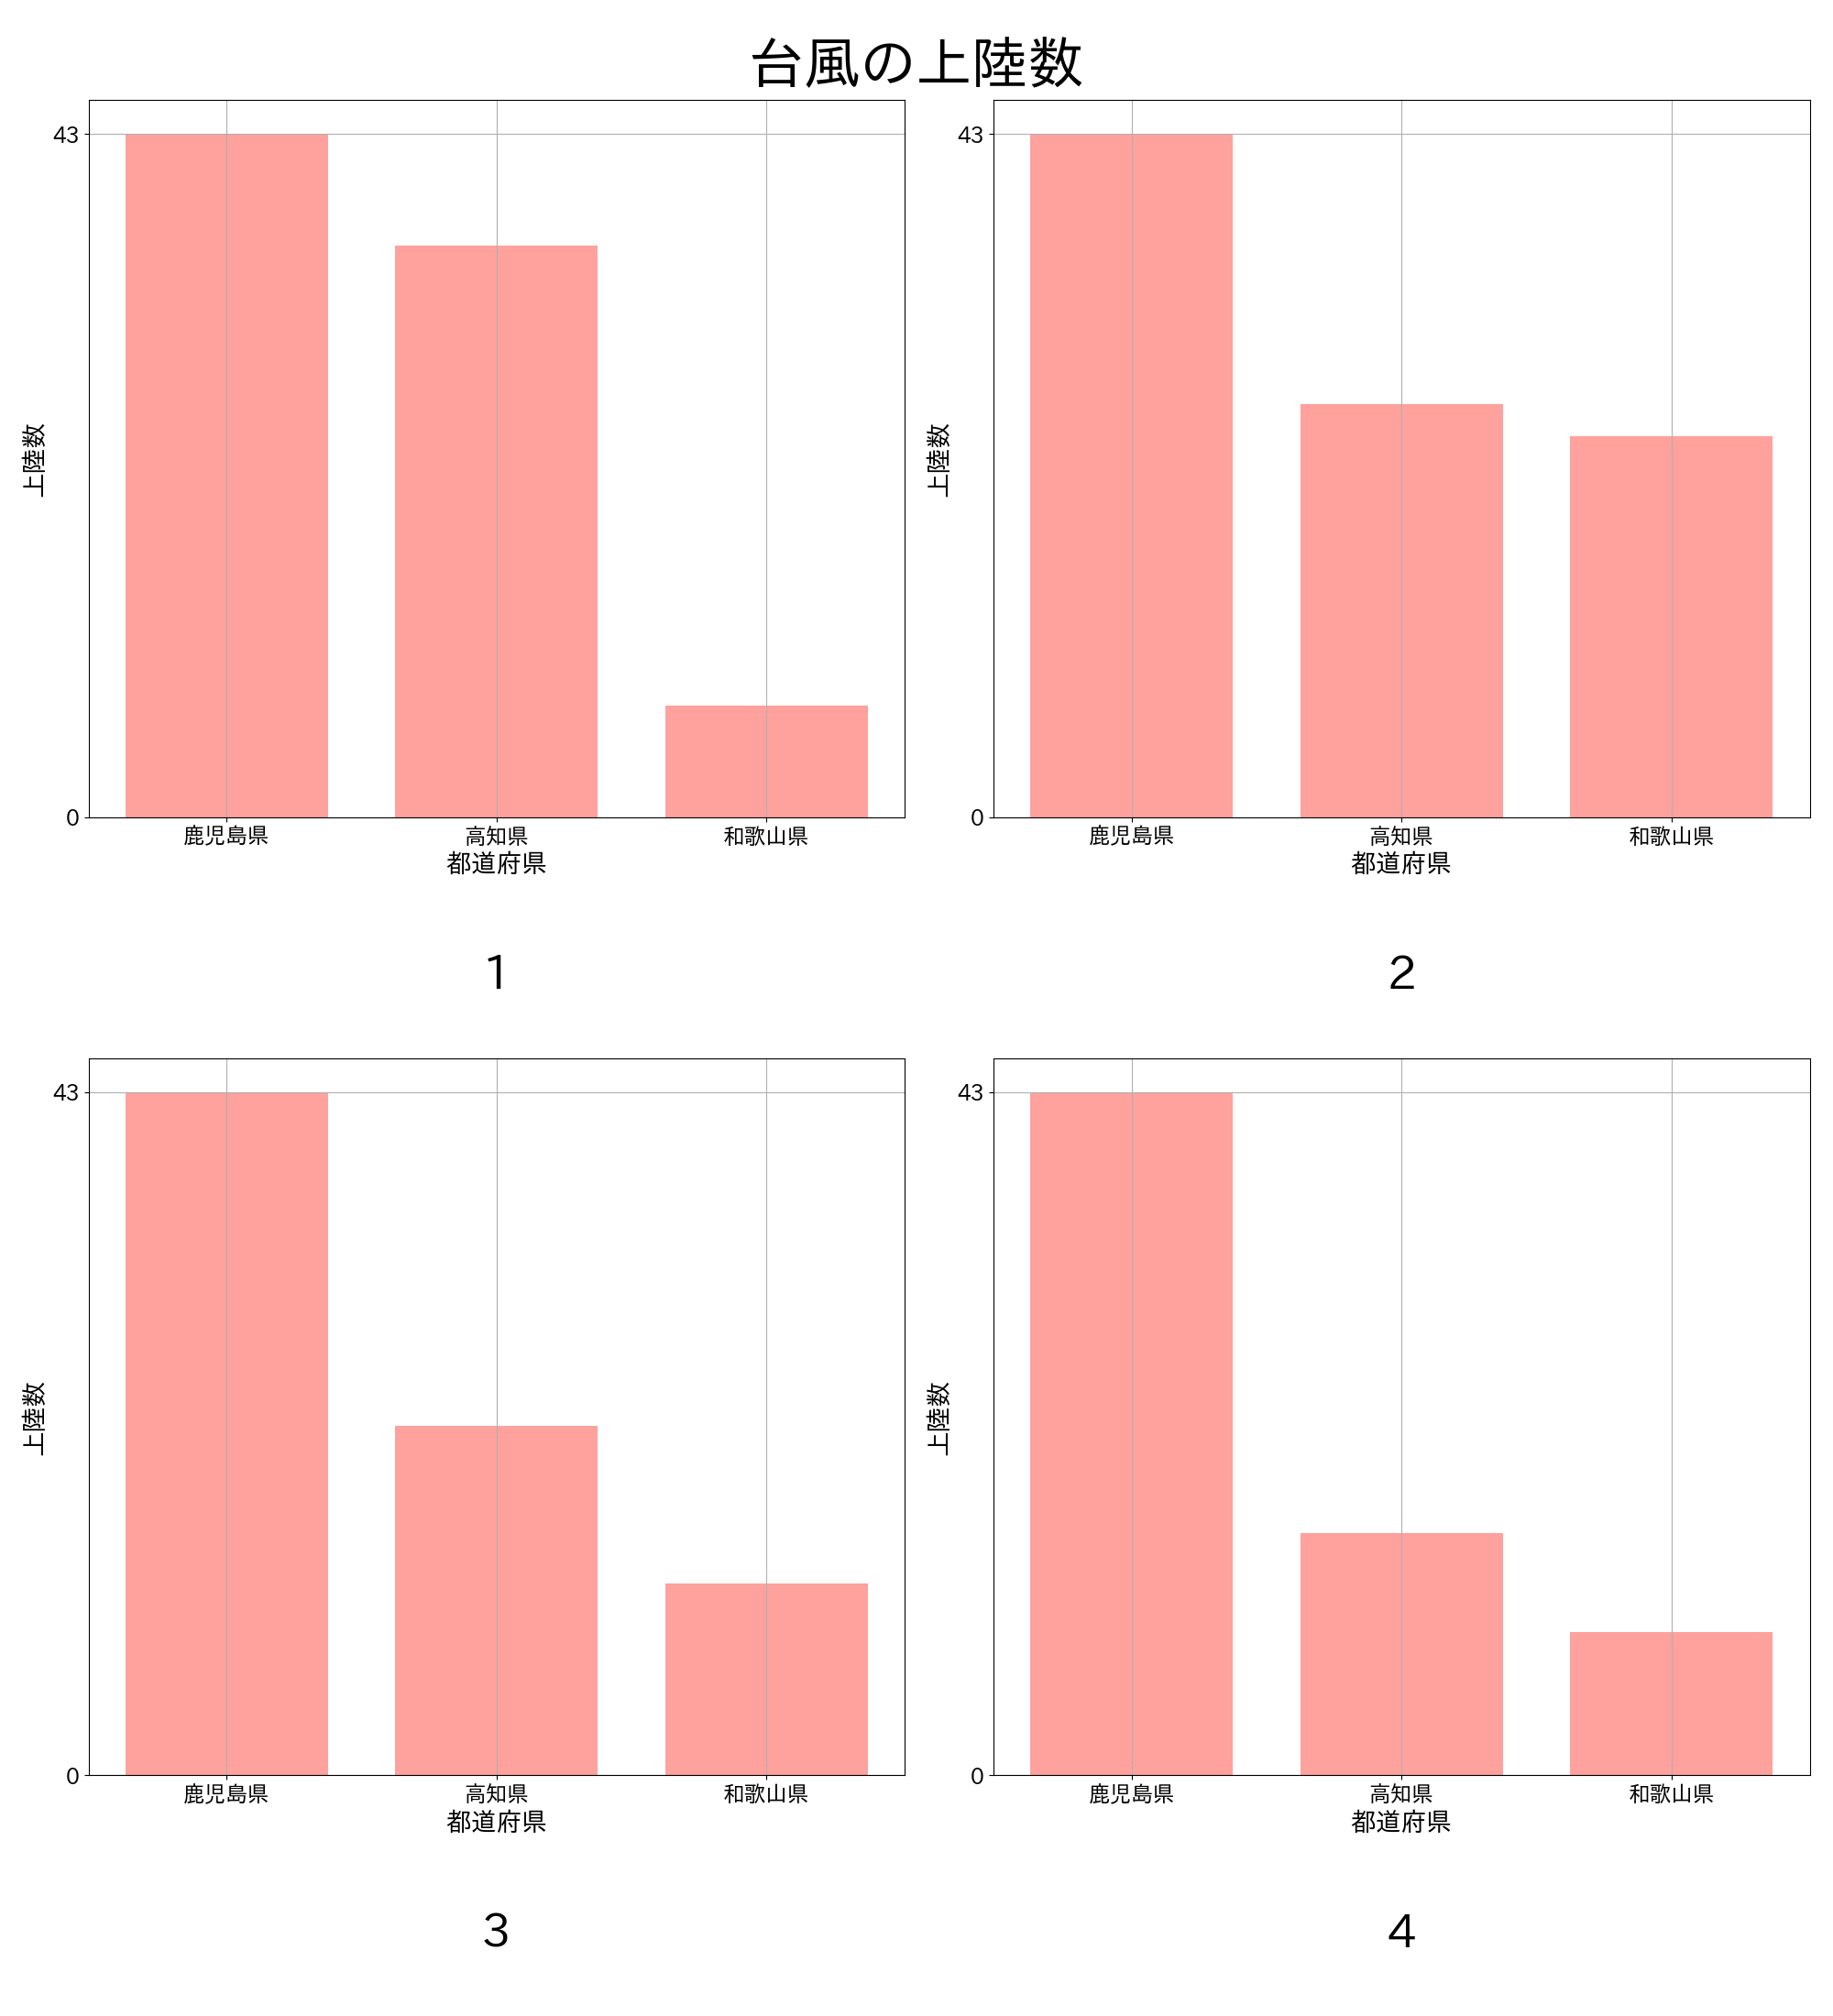 台風の上陸数
43
0
上陸数
鹿児島県 高知県 和歌山県
都道府県
1
43
0
上陸数
鹿児島県 高知県 和歌山県
都道府県
2
43
0
上陸数
鹿児島県 高知県 和歌山県
都道府県
3
43
0
上陸数
鹿児島県 高知県 和歌山県
都道府県
4